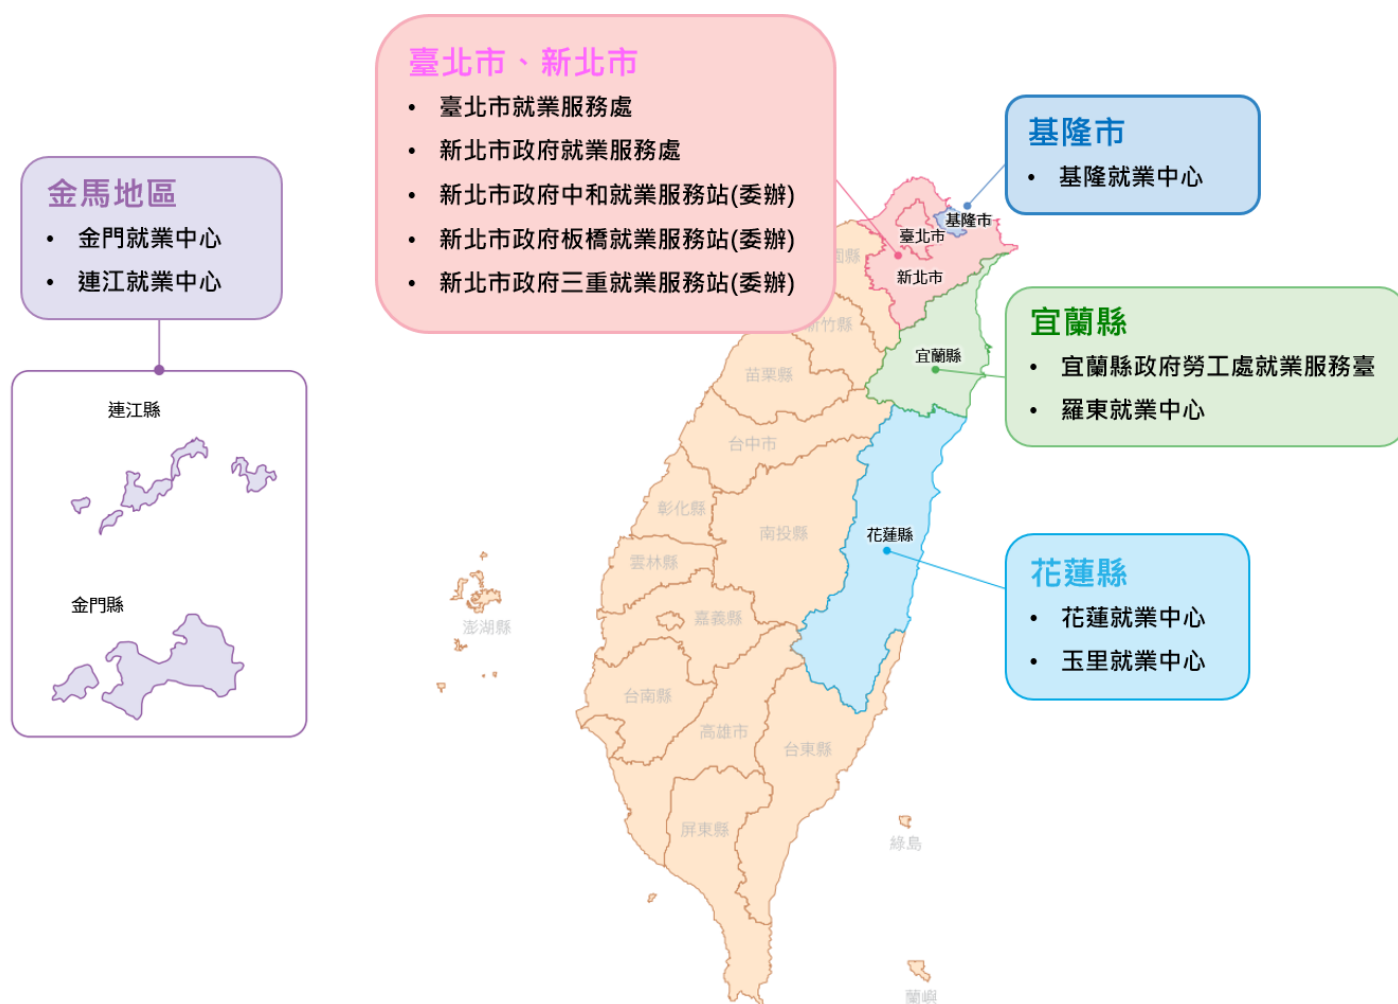 臺北市、新北市
• 臺北市就業服務處
• 新北市政府就業服務處
• 新北市政府中和就業服務站(委辦)
• 新北市政府板橋就業服務站(委辦)
• 新北市政府三重就業服務站(委辦)
基隆市
• 基隆就業中心
金馬地區
• 金門就業中心
• 連江就業中心
宜蘭縣
• 宜蘭縣政府勞工處就業服務臺
• 羅東就業中心
花蓮縣
• 花蓮就業中心
• 玉里就業中心
連江縣
金門縣
基隆市
臺北市
新北市
園縣
新竹縣
宜蘭縣
苗栗縣
台中市
彰化縣
南投縣
花蓮縣
雲林縣
嘉義縣
澎湖縣
台南縣
高雄市
台東縣
屏東縣
綠島
蘭嶼